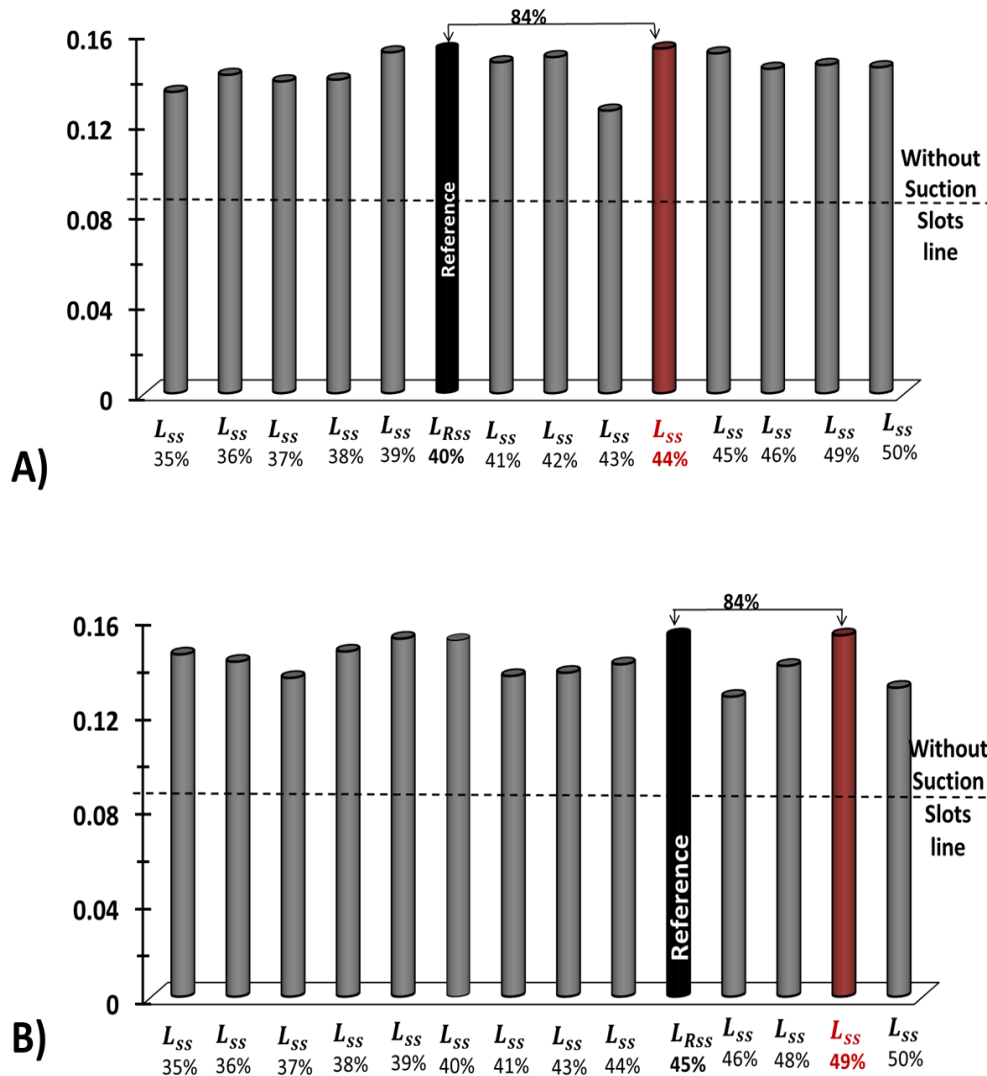 84%
0.16
0.12
0.08
0.04
0
Reference
Without
Suction
Slots
line
L_ss L_ss L_ss L_ss L_ss L_Rss L_ss L_ss L_ss L_ss L_ss L_ss L_ss L_ss
35% 36% 37% 38% 39% 40% 41% 42% 43% 44% 45% 46% 49% 50%
A)
84%
0.16
0.12
0.08
0.04
0
Reference
Without
Suction
Slots
line
L_ss L_ss L_ss L_ss L_ss L_ss L_ss L_ss L_ss L_Rss L_ss L_ss L_ss L_ss
35% 36% 37% 38% 39% 40% 41% 43% 44% 45% 46% 48% 49% 50%
B)